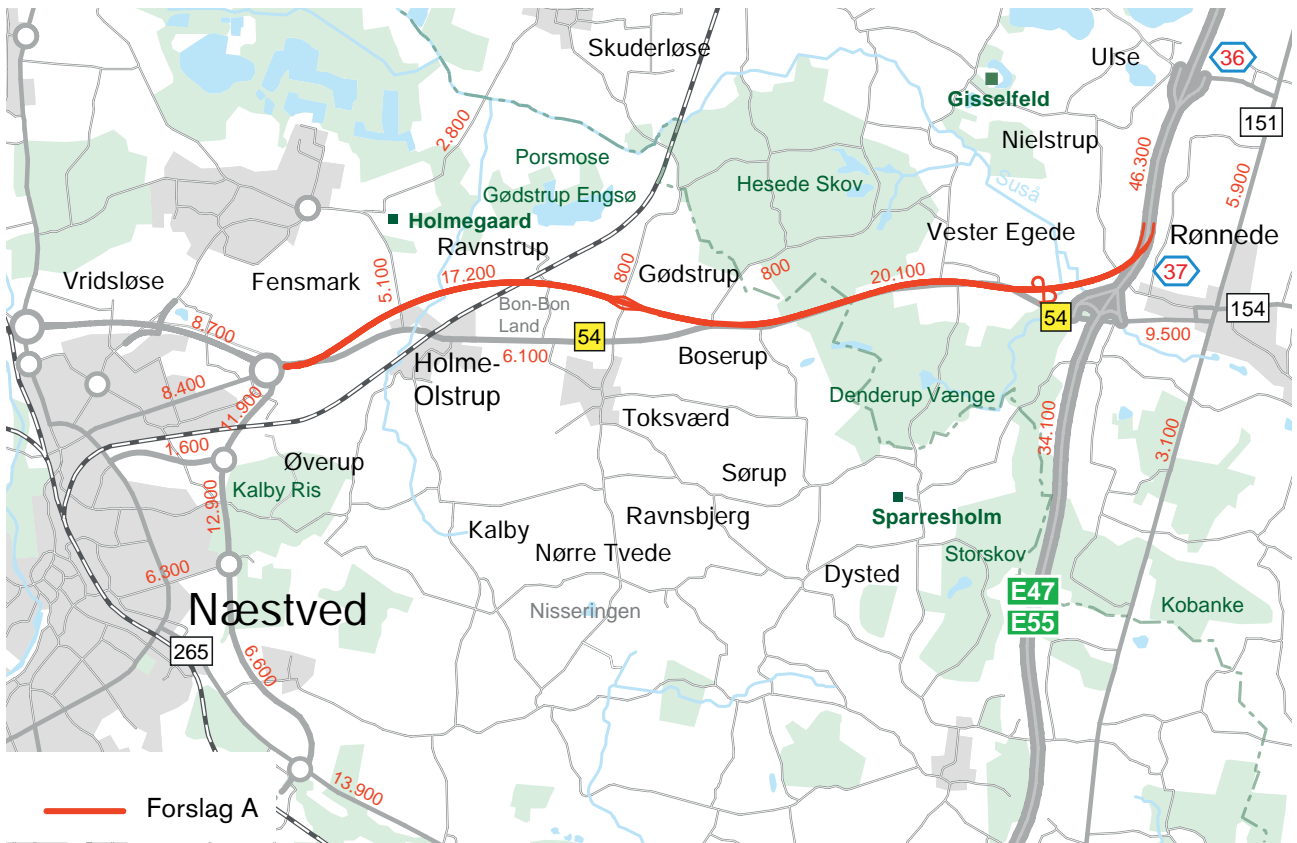 Skuderløse
Ulse
36
Gisselfeld
151
2.800
Nielstrup
Porsmose
46.300
5.900
Gødstrup Engsø
Hesede Skov
Suså
Holmegaard
Ravnstrup
Vester Egede
Rønnede
Vridsløse
Fensmark
5.100
17.200
800
Gødstrup
800
20.100
37
Bon-Bon
Land
54
154
8.700
54
6.100
9.500
Holme-
Olstrup
Boserup
8.400
11.900
Denderup Vænge
Toksværd
34.100
3.100
1.600
Øverup
Sørup
Kalby Ris
12.900
Sparresholm
Ravnsbjerg
Kalby
Nørre Tvede
Storskov
6.300
Dysted
E47
Næstved
Nisseringen
Kobanke
E55
265
6.600
13.900
Forslag A